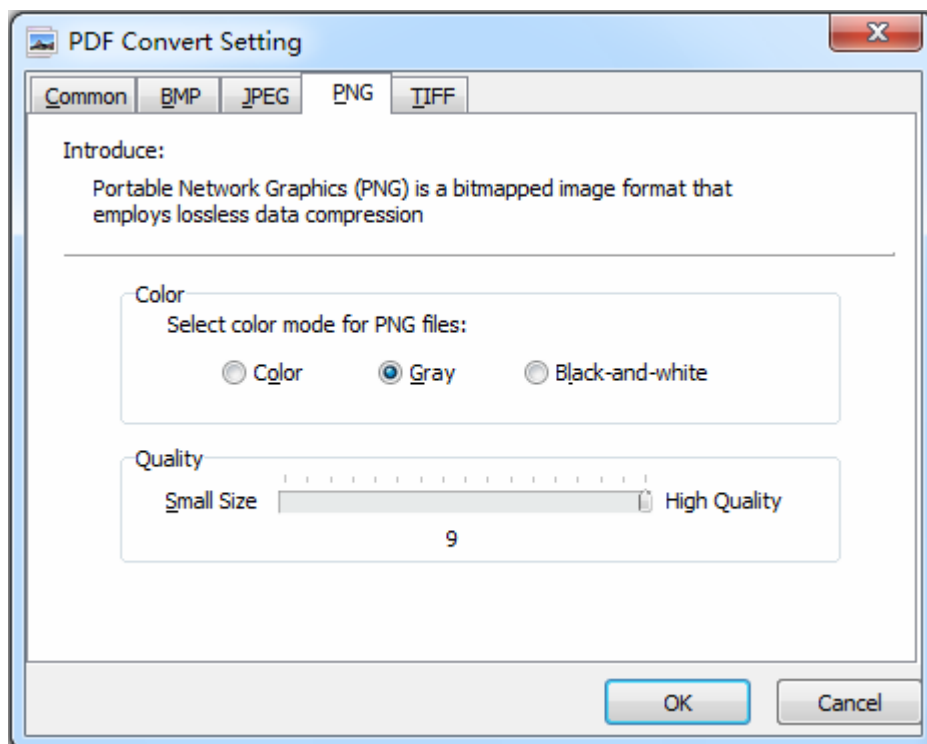 PDF Convert Setting
Common BMP JPEG PNG TIFF
Introduce:
Portable Network Graphics (PNG) is a bitmapped image format that
employs lossless data compression
Color
Select color mode for PNG files:
Color Gray Black-and-white
Quality
Small Size High Quality
9
OK Cancel